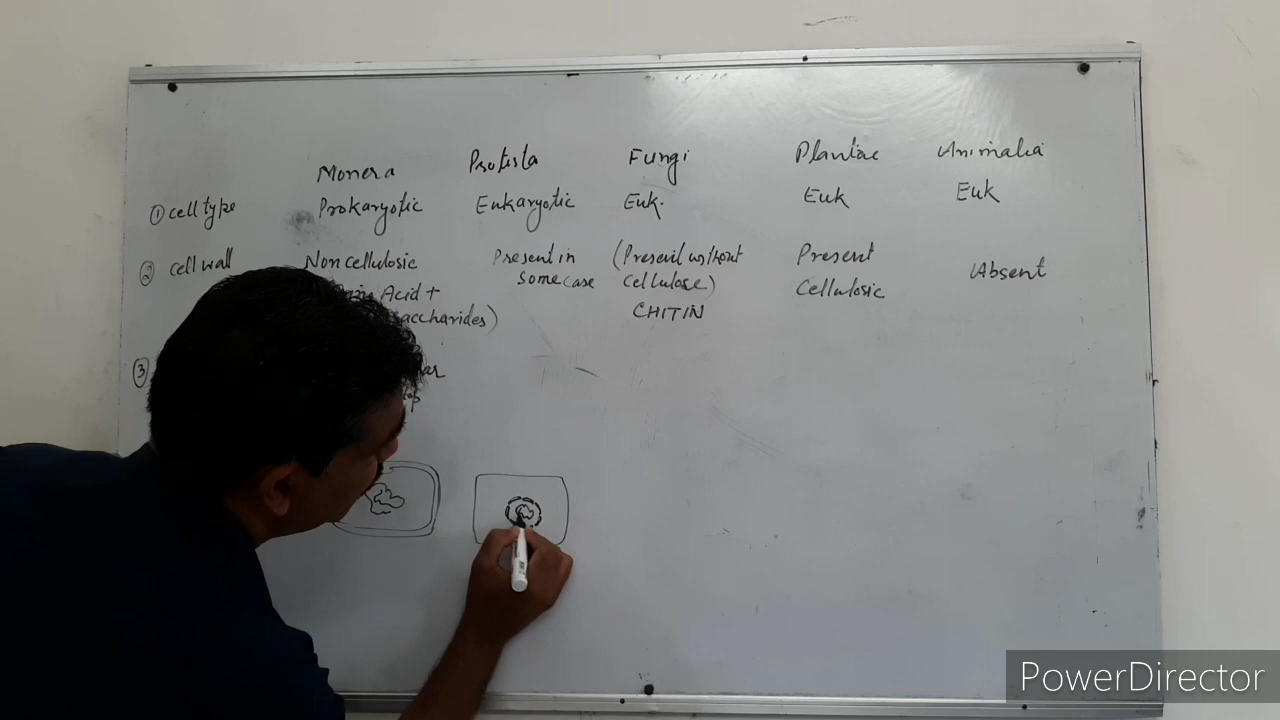 Monera Protista Fungi Plantae Animalia
① cell type Prokaryotic Eukaryotic Euk. Euk Euk
② cell wall Noncellulosic Present in (Present without Present Absent
Acid + some case cellulose) Cellulosic
saccharides) CHITIN
③
PowerDirector